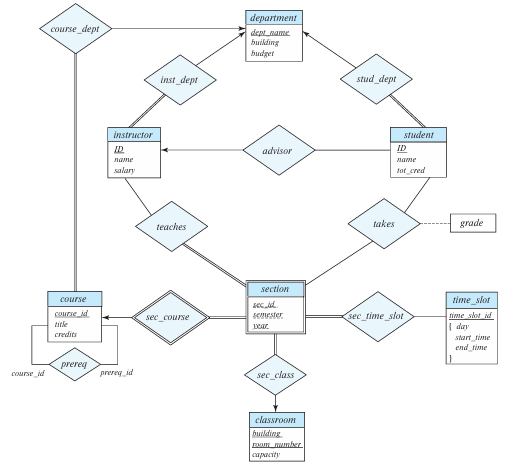 department
course_dept
dept_name
building
budget
inst_dept
stud_dept
instructor
ID
name
salary
advisor
student
ID
name
tot_cred
teaches
takes
grade
section
sec_id
semester
year
course
course_id
title
credits
sec_course
sec_time_slot
time_slot
time_slot_id
{ day
start_time
end_time
}
prereq
course_id
prereq_id
sec_class
classroom
building
room_number
capacity